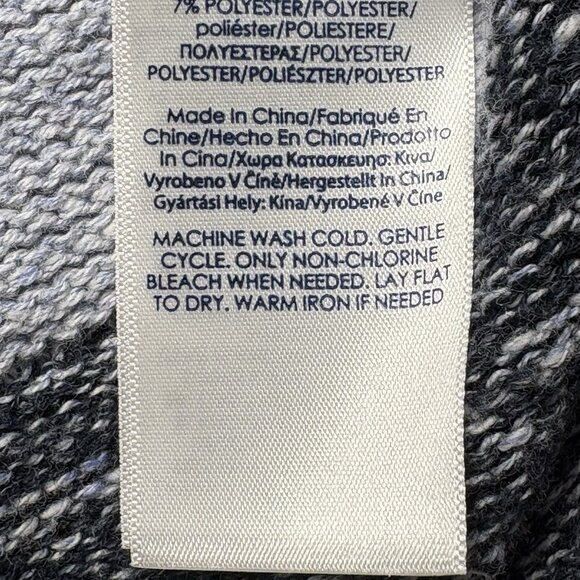 7% POLYESTER/POLYESTER/
poliéster/POLIESTERE/
ΠΟΛΥΕΣΤΕΡΑΣ/POLYESTER/
POLYESTER/POLIÉSZTER/POLYESTER
Made In China/Fabriqué En
Chine/Hecho En China/Prodotto
In Cina/Χωρα Κατασκευησ: Κινα/
Vyrobeno V Číně/Hergestellt In China/
Gyártási Hely: Kína/Vyrobené V Číne
MACHINE WASH COLD. GENTLE
CYCLE. ONLY NON-CHLORINE
BLEACH WHEN NEEDED. LAY FLAT
TO DRY. WARM IRON IF NEEDED